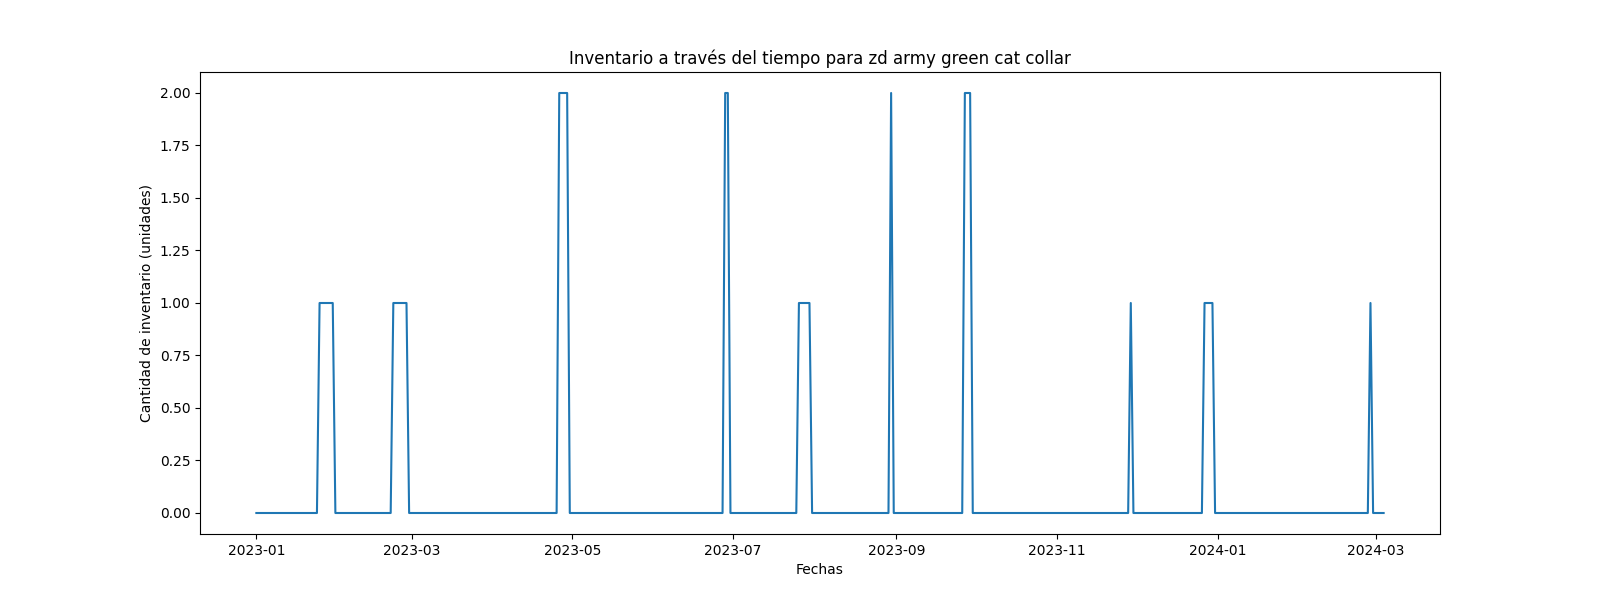 Inventario a través del tiempo para zd army green cat collar
2.00
1.75
1.50
1.25
1.00
0.75
0.50
0.25
0.00
Cantidad de inventario (unidades)
2023-01 2023-03 2023-05 2023-07 2023-09 2023-11 2024-01 2024-03
Fechas